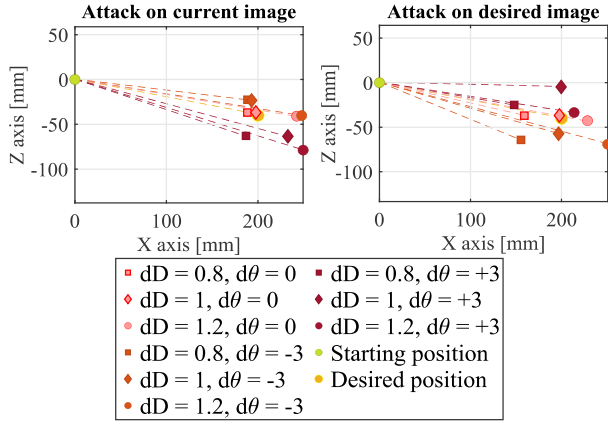 Attack on current image
Attack on desired image
50
0
-50
-100
Z axis [mm]
0
100
200
X axis [mm]
50
0
-50
-100
Z axis [mm]
0
100
200
X axis [mm]
dD = 0.8, dθ = 0
dD = 1, dθ = 0
dD = 1.2, dθ = 0
dD = 0.8, dθ = -3
dD = 1, dθ = -3
dD = 1.2, dθ = -3
dD = 0.8, dθ = +3
dD = 1, dθ = +3
dD = 1.2, dθ = +3
Starting position
Desired position